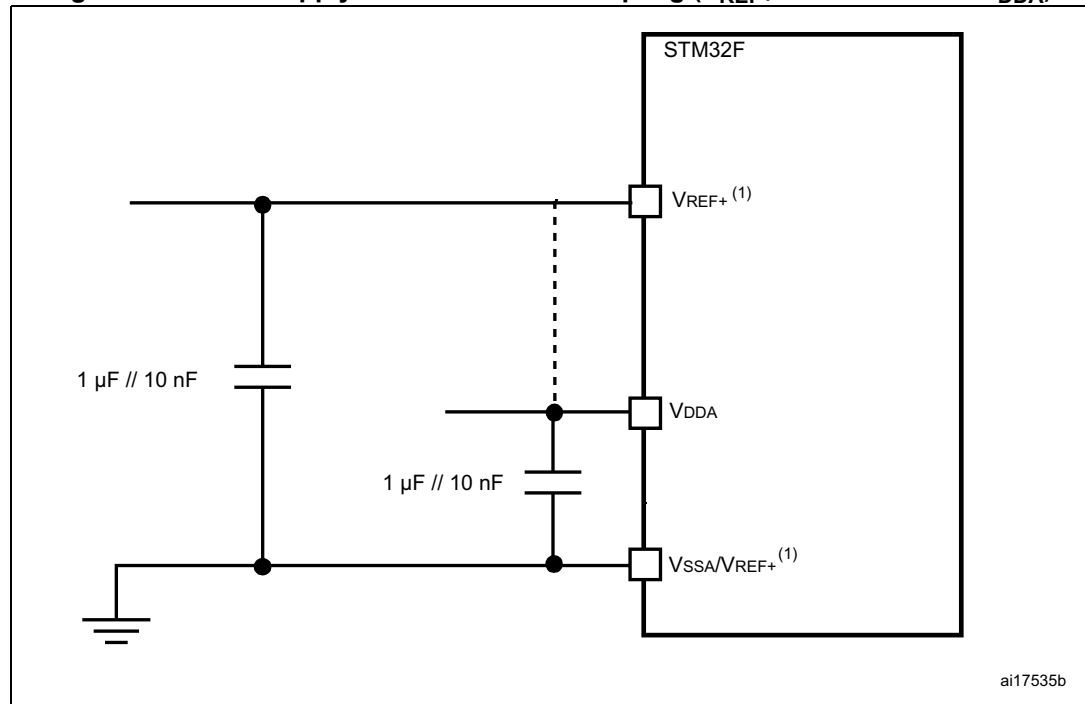 STM32F
VREF+ (1)
1 µF // 10 nF
VDDA
1 µF // 10 nF
VSSA/VREF+ (1)
ai17535b